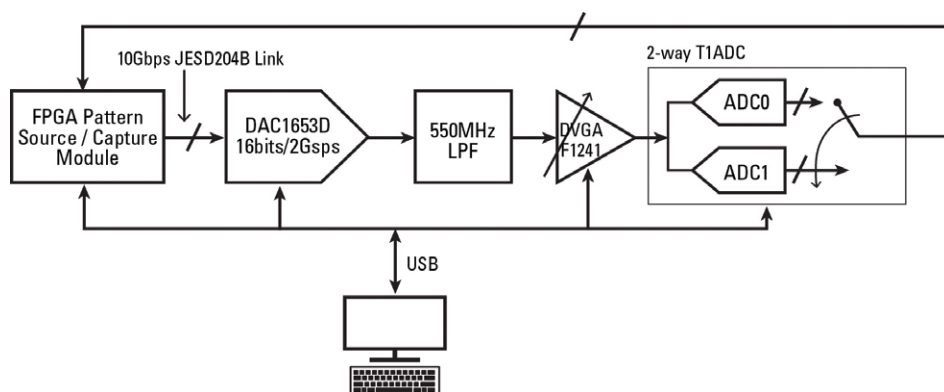 10Gbps JESD204B Link
2-way T1ADC
FPGA Pattern
Source / Capture
Module
DAC1653D
16bits/2Gsps
550MHz
LPF
DVGA
F1241
ADC0
ADC1
USB